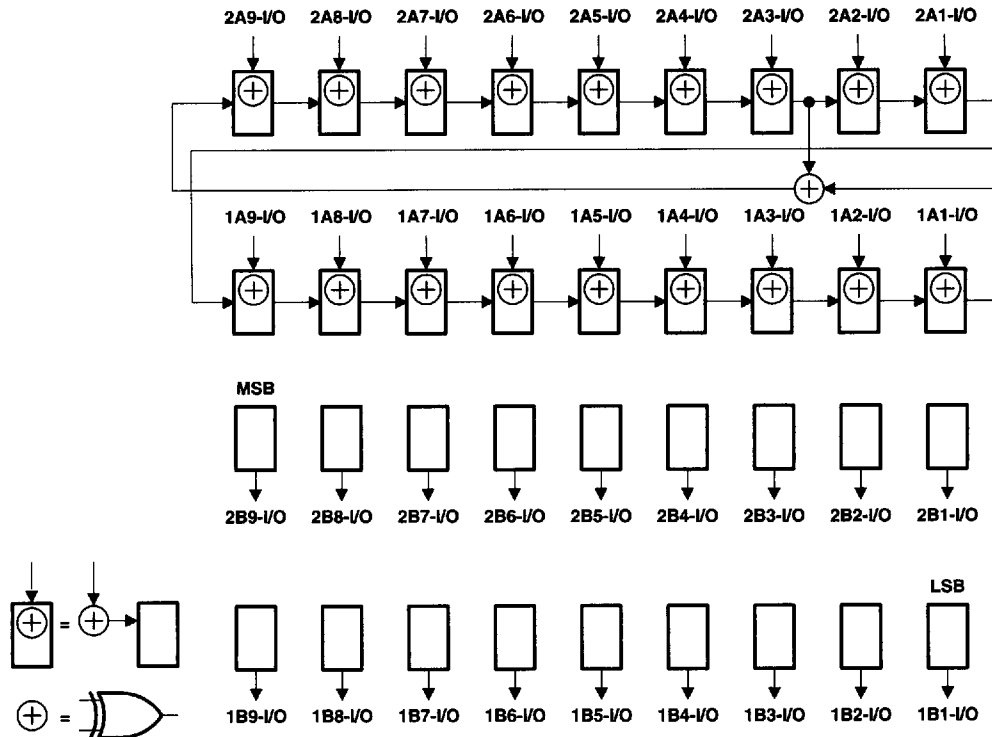 2A9-I/O 2A8-I/O 2A7-I/O 2A6-I/O 2A5-I/O 2A4-I/O 2A3-I/O 2A2-I/O 2A1-I/O
1A9-I/O 1A8-I/O 1A7-I/O 1A6-I/O 1A5-I/O 1A4-I/O 1A3-I/O 1A2-I/O 1A1-I/O
MSB
2B9-I/O 2B8-I/O 2B7-I/O 2B6-I/O 2B5-I/O 2B4-I/O 2B3-I/O 2B2-I/O 2B1-I/O
LSB
=
=
1B9-I/O 1B8-I/O 1B7-I/O 1B6-I/O 1B5-I/O 1B4-I/O 1B3-I/O 1B2-I/O 1B1-I/O